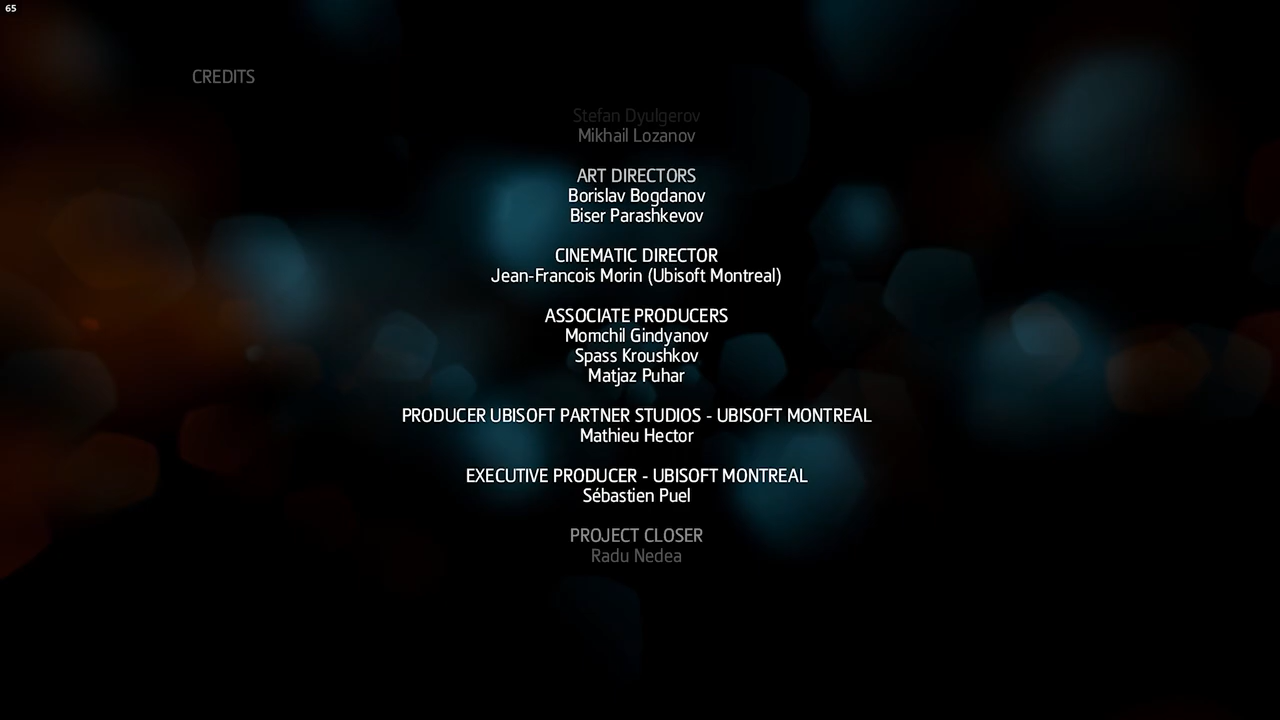 65
CREDITS
Stefan Dyulgerov
Mikhail Lozanov
ART DIRECTORS
Borislav Bogdanov
Biser Parashkevov
CINEMATIC DIRECTOR
Jean-Francois Morin (Ubisoft Montreal)
ASSOCIATE PRODUCERS
Momchil Gindyanov
Spass Kroushkov
Matjaz Puhar
PRODUCER UBISOFT PARTNER STUDIOS - UBISOFT MONTREAL
Mathieu Hector
EXECUTIVE PRODUCER - UBISOFT MONTREAL
Sébastien Puel
PROJECT CLOSER
Radu Nedea